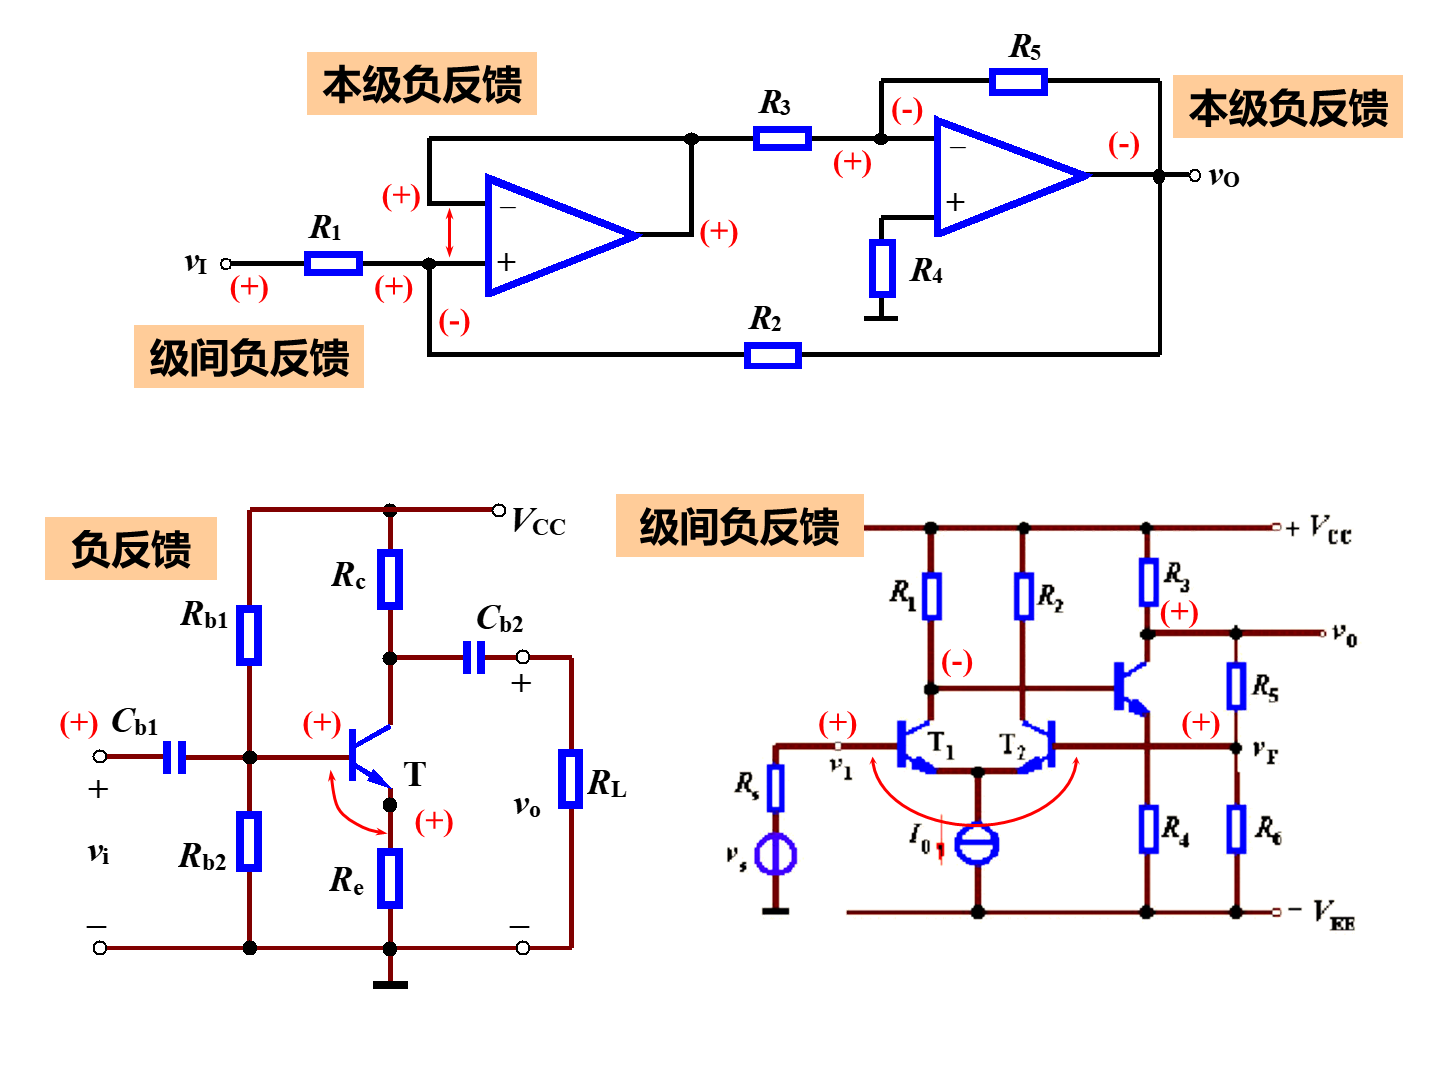 本级负反馈
R5
本级负反馈
R3
(-)
(-)
(+)
–
vO
(+)
–
+
R1
(+)
R4
vI
+
(+)
(+)
(-)
R2
级间负反馈
负反馈
VCC
Rc
Rb1
Cb2
+
(+)
Cb1
(+)
T
+
(+)
vo
RL
vi
Rb2
Re
–
–
级间负反馈
+ VCC
R1
R2
R3
(+)
vo
(-)
R5
(+)
(+)
T1
T2
vF
v1
Rs
I0
R4
R6
vs
- VEE